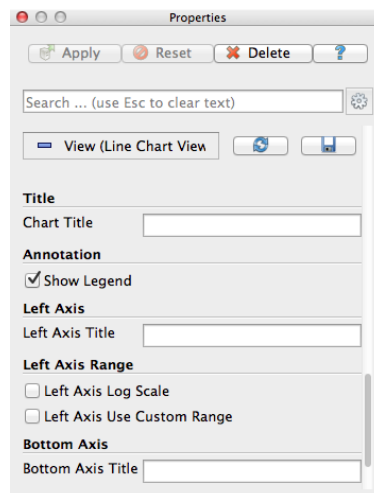 Properties
Apply Reset Delete ?
Search ... (use Esc to clear text)
View (Line Chart View
Title
Chart Title
Annotation
Show Legend
Left Axis
Left Axis Title
Left Axis Range
Left Axis Log Scale
Left Axis Use Custom Range
Bottom Axis
Bottom Axis Title